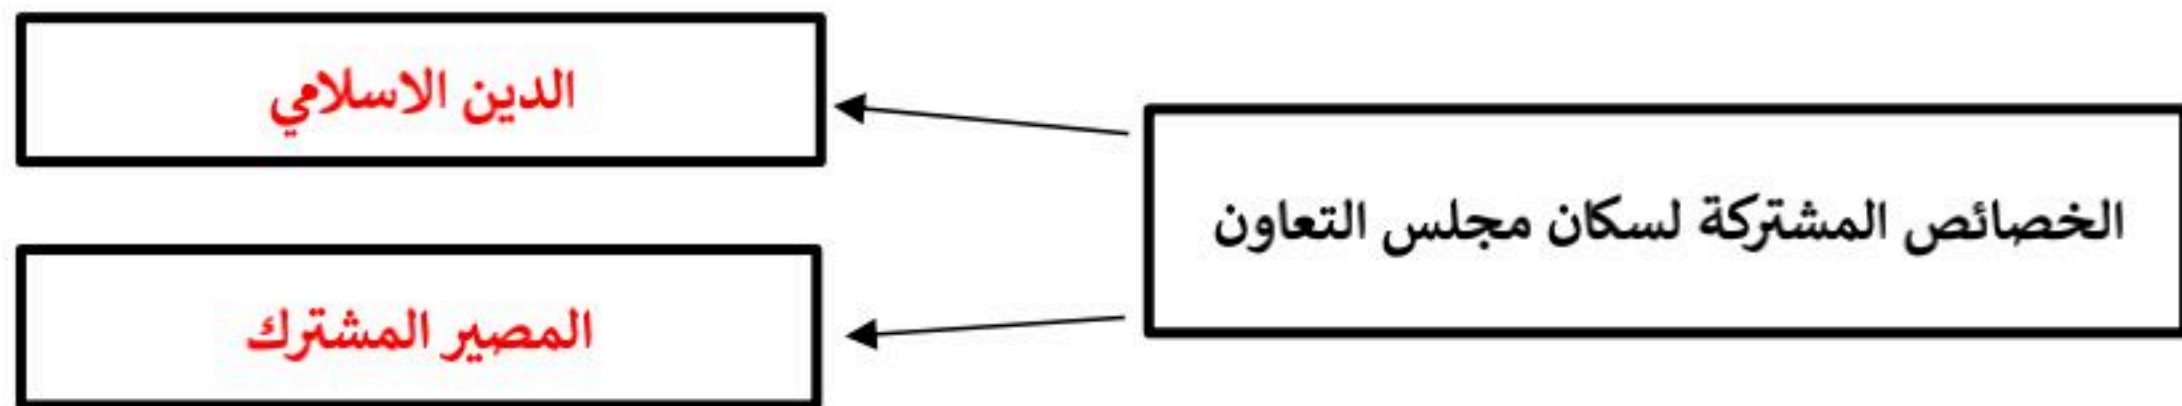 الخصائص المشتركة لسكان مجلس التعاون
الدين الاسلامي
المصير المشترك